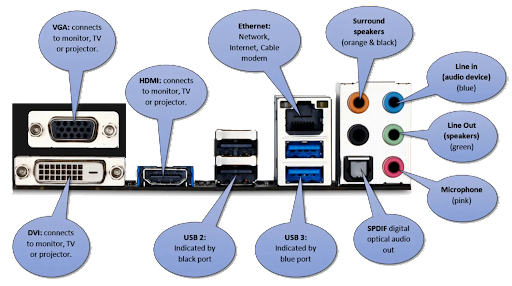 VGA: connects
to monitor, TV
or projector.
HDMI: connects
to monitor, TV
or projector.
Ethernet:
Network,
Internet, Cable
modem
Surround
speakers
(orange & black)
Line in
(audio device)
(blue)
Line Out
(speakers)
(green)
Microphone
(pink)
DVI: connects
to monitor, TV
or projector.
USB 2:
Indicated by
black port
USB 3:
Indicated by
blue port
SPDIF digital
optical audio
out